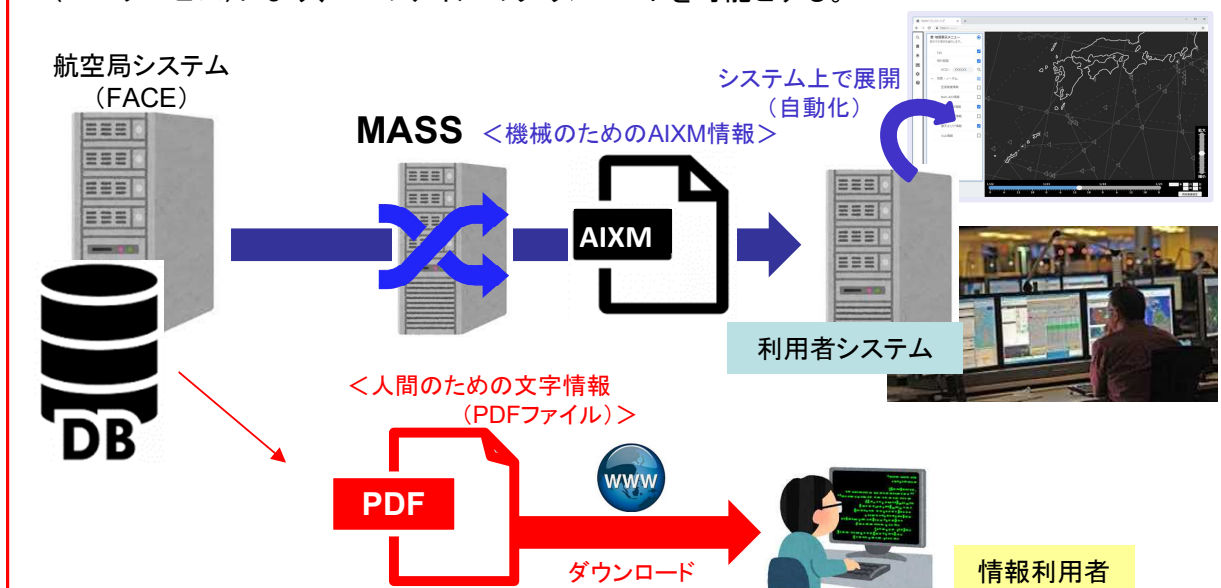 航空局システム
（FACE）
MASS
＜機械のためのAIXM情報＞
システム上で展開
（自動化）
AIXM
利用者システム
DB
＜人間のための文字情報
（PDFファイル）＞
PDF
www
ダウンロード
情報利用者